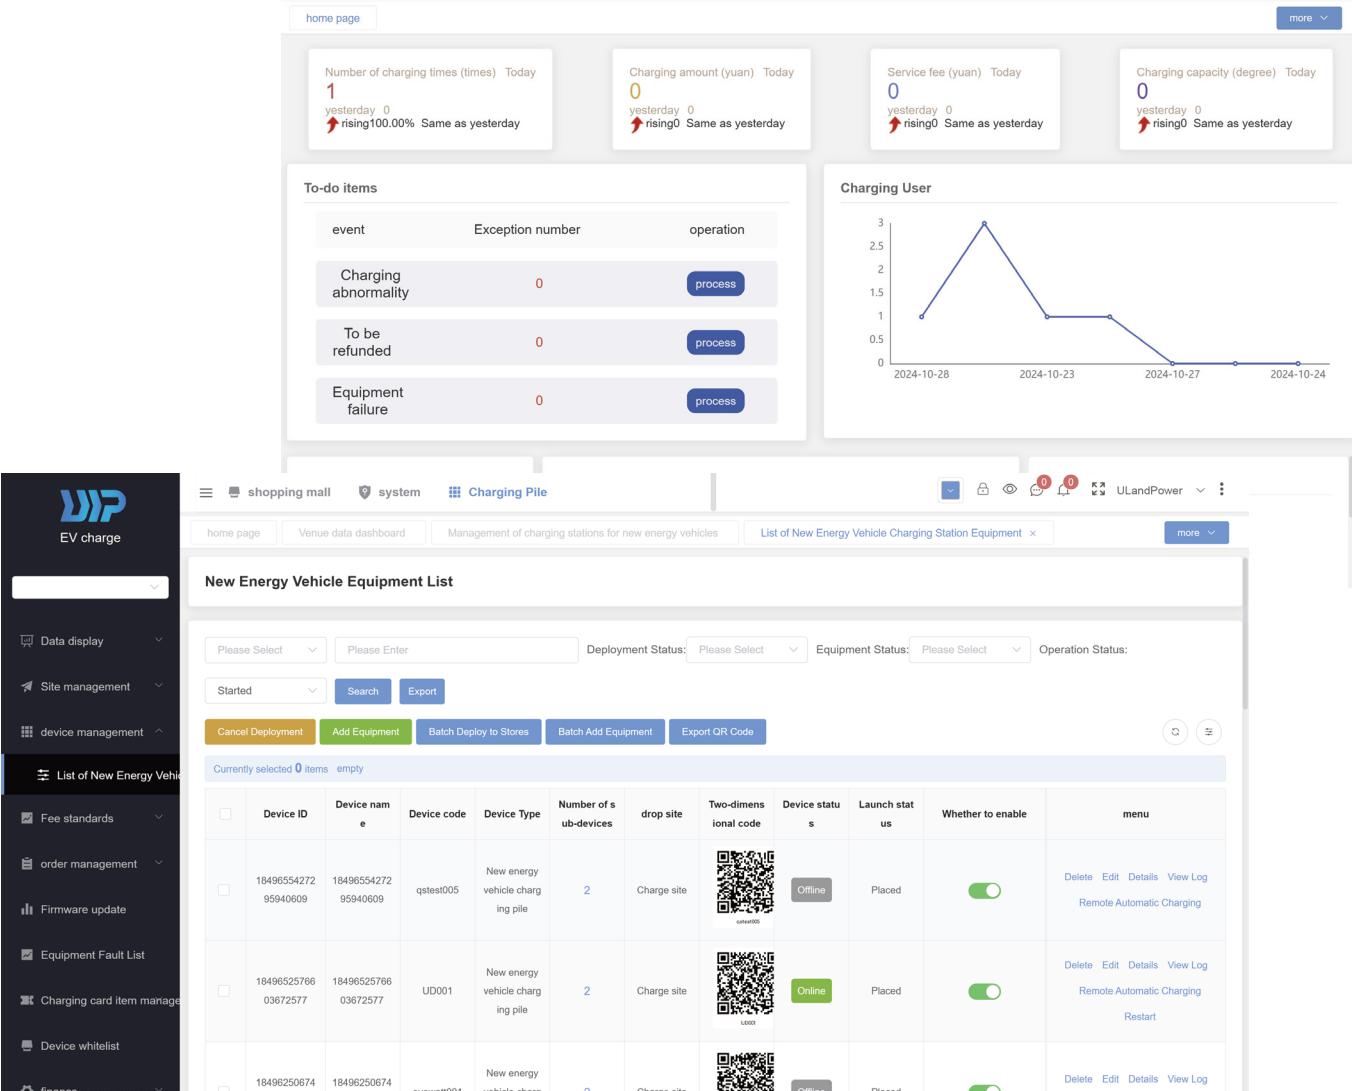 home page
more
Number of charging times (times) Today
1
yesterday 0
rising100.00% Same as yesterday
Charging amount (yuan) Today
0
yesterday 0
rising0 Same as yesterday
Service fee (yuan) Today
0
yesterday 0
rising0 Same as yesterday
Charging capacity (degree) Today
0
yesterday 0
rising0 Same as yesterday
To-do items
event Exception number operation
Charging
abnormality
0
process
To be
refunded
0
process
Equipment
failure
0
process
Charging User
3
2.5
2
1.5
1
0.5
0
2024-10-28 2024-10-23 2024-10-27 2024-10-24
UIP
EV charge
Data display
Site management
device management
List of New Energy Vehic
Fee standards
order management
Firmware update
Equipment Fault List
Charging card item manage
Device whitelist
finance
shopping mall system Charging Pile
0 0 ULandPower
home page Venue data dashboard Management of charging stations for new energy vehicles List of New Energy Vehicle Charging Station Equipment × more
New Energy Vehicle Equipment List
Please Select Please Enter Deployment Status: Please Select Equipment Status: Please Select Operation Status:
Started Search Export
Cancel Deployment Add Equipment Batch Deploy to Stores Batch Add Equipment Export QR Code
Currently selected 0 items empty
Device ID
Device nam
e
Device code
Device Type
Number of s
ub-devices
drop site
Two-dimens
ional code
Device statu
s
Launch stat
us
Whether to enable
menu
18496554272
95940609
18496554272
95940609
qstest005
New energy
vehicle charg
ing pile
2
Charge site
qstest005
Offline
Placed
Delete Edit Details View Log
Remote Automatic Charging
18496525766
03672577
18496525766
03672577
UD001
New energy
vehicle charg
ing pile
2
Charge site
UD001
Online
Placed
Delete Edit Details View Log
Remote Automatic Charging
Restart
18496250674
18496250674
New energy
Delete Edit Details View Log